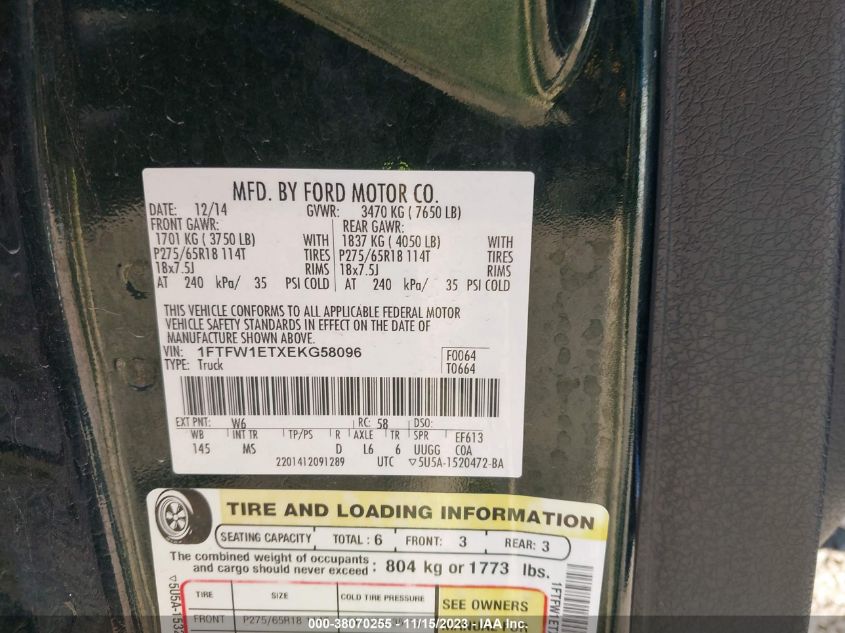 MFD. BY FORD MOTOR CO.
DATE: 12/14 GVWR: 3470 KG ( 7650 LB)
FRONT GAWR: REAR GAWR:
1701 KG ( 3750 LB) WITH 1837 KG ( 4050 LB) WITH
P275/65R18 114T TIRES P275/65R18 114T TIRES
18x7.5J RIMS 18x7.5J RIMS
AT 240 kPa/ 35 PSI COLD AT 240 kPa/ 35 PSI COLD
THIS VEHICLE CONFORMS TO ALL APPLICABLE FEDERAL MOTOR
VEHICLE SAFETY STANDARDS IN EFFECT ON THE DATE OF
MANUFACTURE SHOWN ABOVE.
VIN: 1FTFW1ETXEKG58096 F0064
TYPE: Truck T0664
EXT PNT: W6 RC: 58 DSO:
WB INT TR TP/PS R AXLE TR SPR EF613
145 MS D L6 6 UUGG COA
2201412091289 UTC ▽5U5A-1520472-BA
TIRE AND LOADING INFORMATION
SEATING CAPACITY TOTAL : 6 FRONT: 3 REAR: 3
The combined weight of occupants
and cargo should never exceed : 804 kg or 1773 lbs.
TIRE SIZE COLD TIRE PRESSURE SEE OWNERS
FRONT P275/65R18
MANUAL FOR
▽5U5A-153
1FTFW1ET
000-38070255 - 11/15/2023 - IAA Inc.